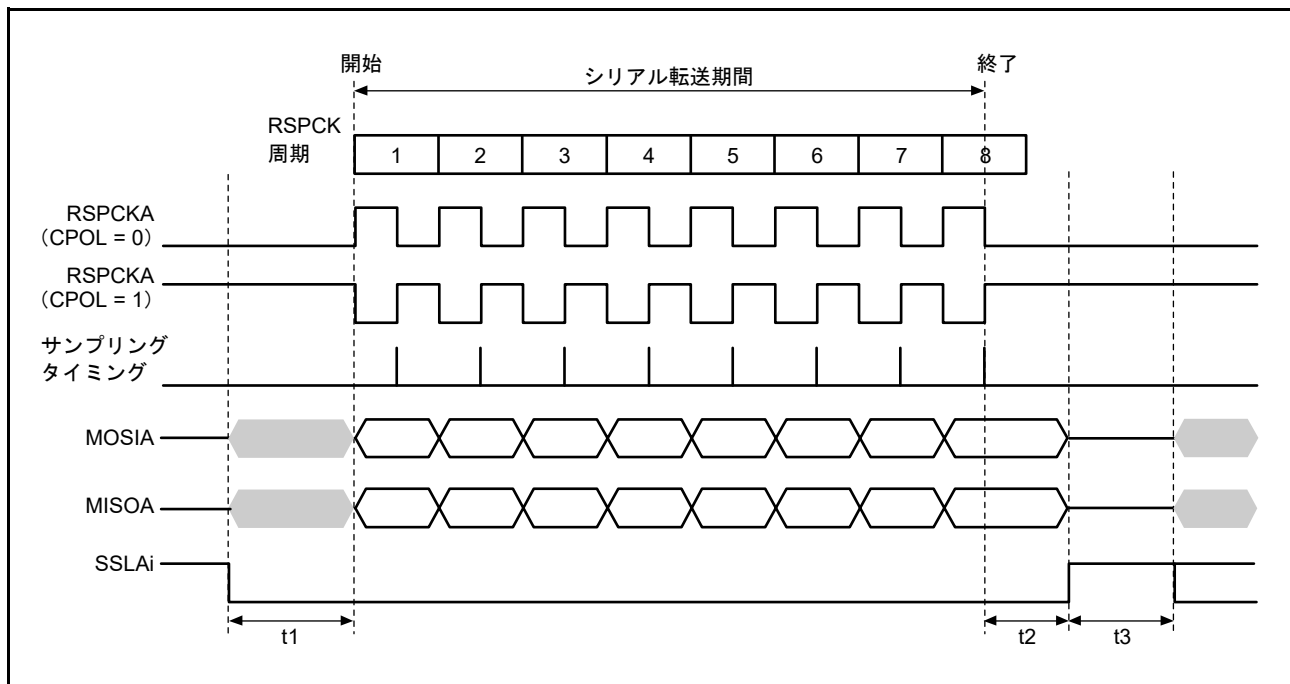 開始
シリアル転送期間
終了
RSPCK
周期
1 2 3 4 5 6 7 8
RSPCKA
（CPOL = 0）
RSPCKA
（CPOL = 1）
サンプリング
タイミング
MOSIA
MISOA
SSLAi
t1
t2
t3